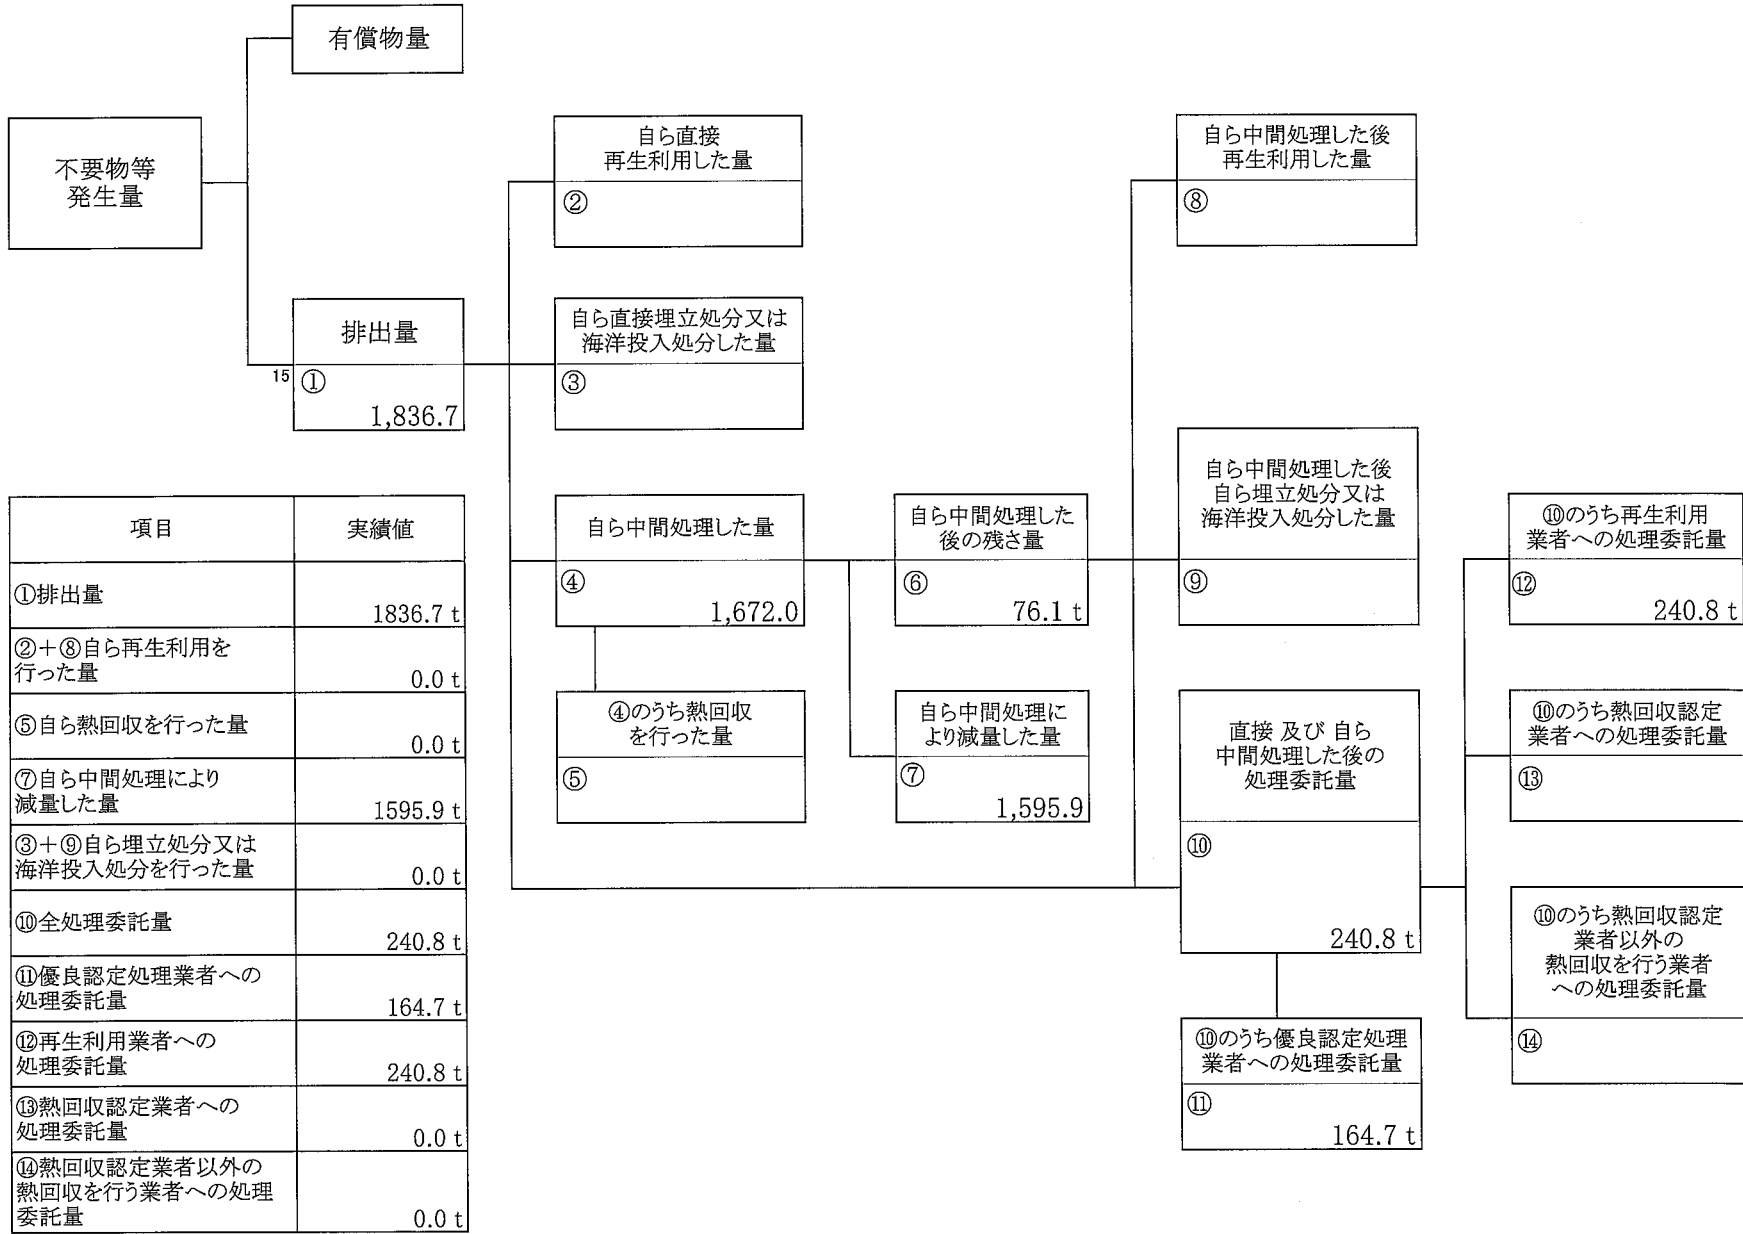 有償物量
不要物等
発生量
自ら直接
再生利用した量
②
自ら中間処理した後
再生利用した量
⑧
排出量
15
①
1,836.7
自ら直接埋立処分又は
海洋投入処分した量
③
自ら中間処理した量
④
1,672.0
自ら中間処理した
後の残さ量
⑥
76.1 t
自ら中間処理した後
自ら埋立処分又は
海洋投入処分した量
⑨
⑩のうち再生利用
業者への処理委託量
⑫
240.8 t
④のうち熱回収
を行った量
⑤
自ら中間処理に
より減量した量
⑦
1,595.9
直接 及び 自ら
中間処理した後の
処理委託量
⑩
240.8 t
⑩のうち熱回収認定
業者への処理委託量
⑬
⑩のうち熱回収認定
業者以外の
熱回収を行う業者
への処理委託量
⑭
⑩のうち優良認定処理
業者への処理委託量
⑪
164.7 t
項目 実績値
①排出量
1836.7 t
②+⑧自ら再生利用を
行った量
0.0 t
⑤自ら熱回収を行った量
0.0 t
⑦自ら中間処理により
減量した量
1595.9 t
③+⑨自ら埋立処分又は
海洋投入処分を行った量
0.0 t
⑩全処理委託量
240.8 t
⑪優良認定処理業者への
処理委託量
164.7 t
⑫再生利用業者への
処理委託量
240.8 t
⑬熱回収認定業者への
処理委託量
0.0 t
⑭熱回収認定業者以外の
熱回収を行う業者への処理
委託量
0.0 t